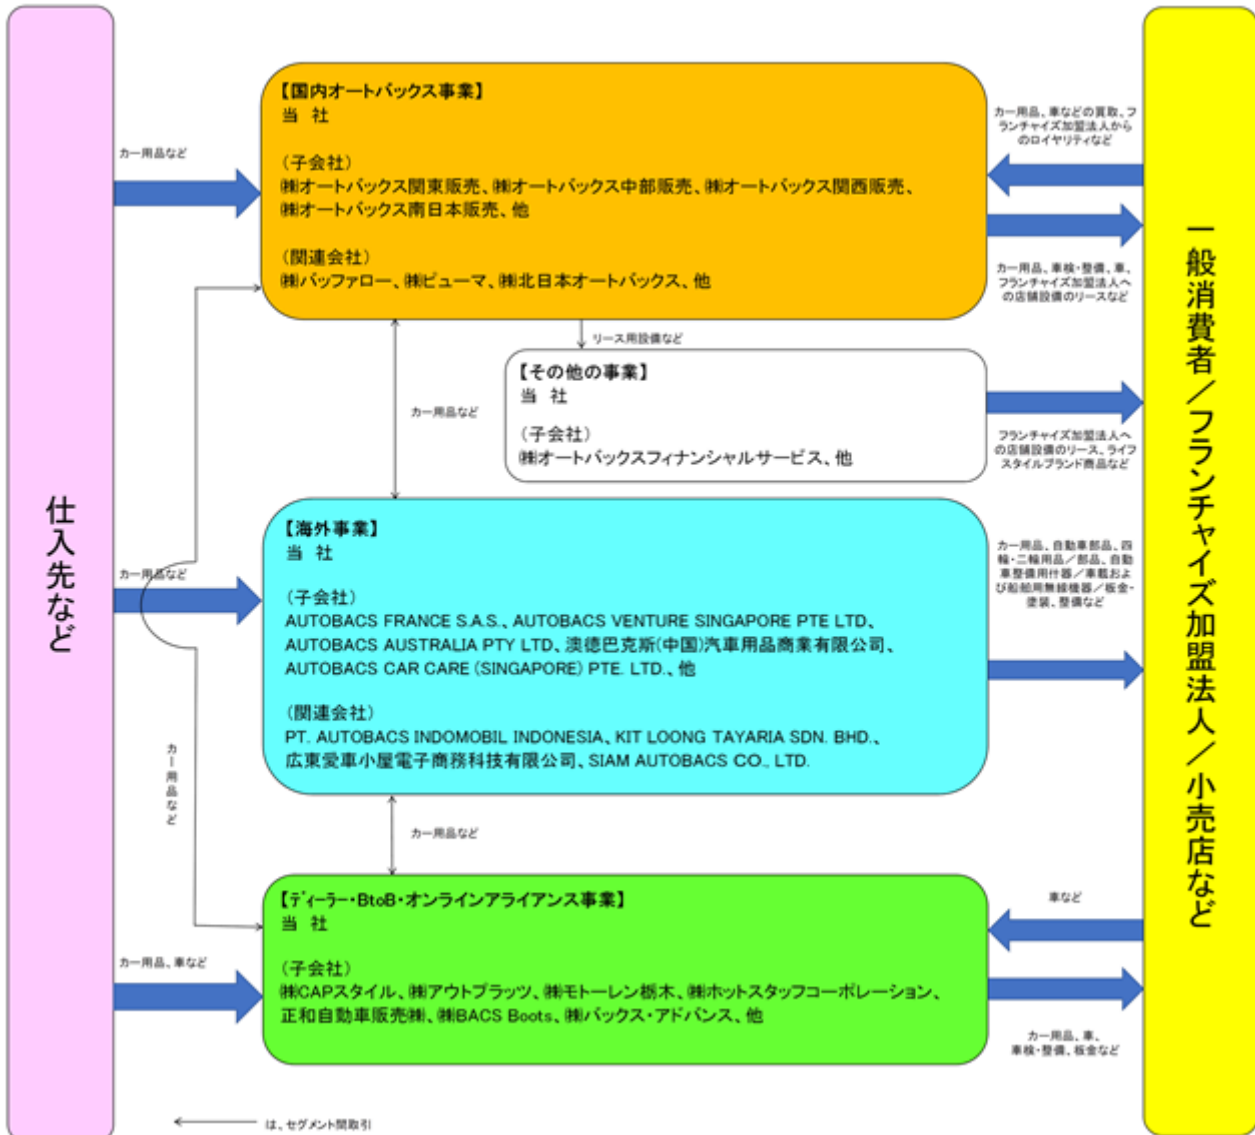 仕入先など
カー用品など
【国内オートバックス事業】
当 社
（子会社）
㈱オートバックス関東販売、㈱オートバックス中部販売、㈱オートバックス関西販売、
㈱オートバックス南日本販売、他
（関連会社）
㈱バッファロー、㈱ピューマ、㈱北日本オートバックス、他
カー用品、車などの買取、フ
ランチャイズ加盟法人から
のロイヤリティなど
カー用品、車検・整備、車、
フランチャイズ加盟法人へ
の店舗設備のリースなど
リース用設備など
【その他の事業】
当 社
（子会社）
㈱オートバックスフィナンシャルサービス、他
フランチャイズ加盟法人へ
の店舗設備のリース、ライフ
スタイルブランド商品など
カー用品など
カー用品など
【海外事業】
当 社
（子会社）
AUTOBACS FRANCE S.A.S.、AUTOBACS VENTURE SINGAPORE PTE LTD、
AUTOBACS AUSTRALIA PTY LTD、澳德巴克斯(中国)汽車用品商業有限公司、
AUTOBACS CAR CARE (SINGAPORE) PTE. LTD.、他
（関連会社）
PT. AUTOBACS INDOMOBIL INDONESIA、KIT LOONG TAYARIA SDN. BHD.、
広東愛車小屋電子商務科技有限公司、SIAM AUTOBACS CO., LTD.
カー用品、自動車部品、四
輪・二輪用品／部品、自動
車整備用什器／車載およ
び船舶用無線機器／板金・
塗装、整備など
カー用品など
カー用品など
カー用品、車など
【ディーラー・BtoB・オンラインアライアンス事業】
当 社
（子会社）
㈱CAPスタイル、㈱アウトプラッツ、㈱モトーレン栃木、㈱ホットスタッフコーポレーション、
正和自動車販売㈱、㈱BACS Boots、㈱バックス・アドバンス、他
車など
カー用品、車、
車検・整備、板金など
一般消費者／フランチャイズ加盟法人／小売店など
は、セグメント間取引